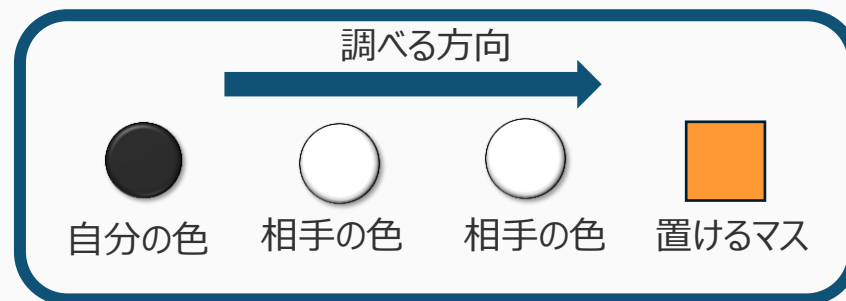 調べる方向
自分の色
相手の色
相手の色
置けるマス